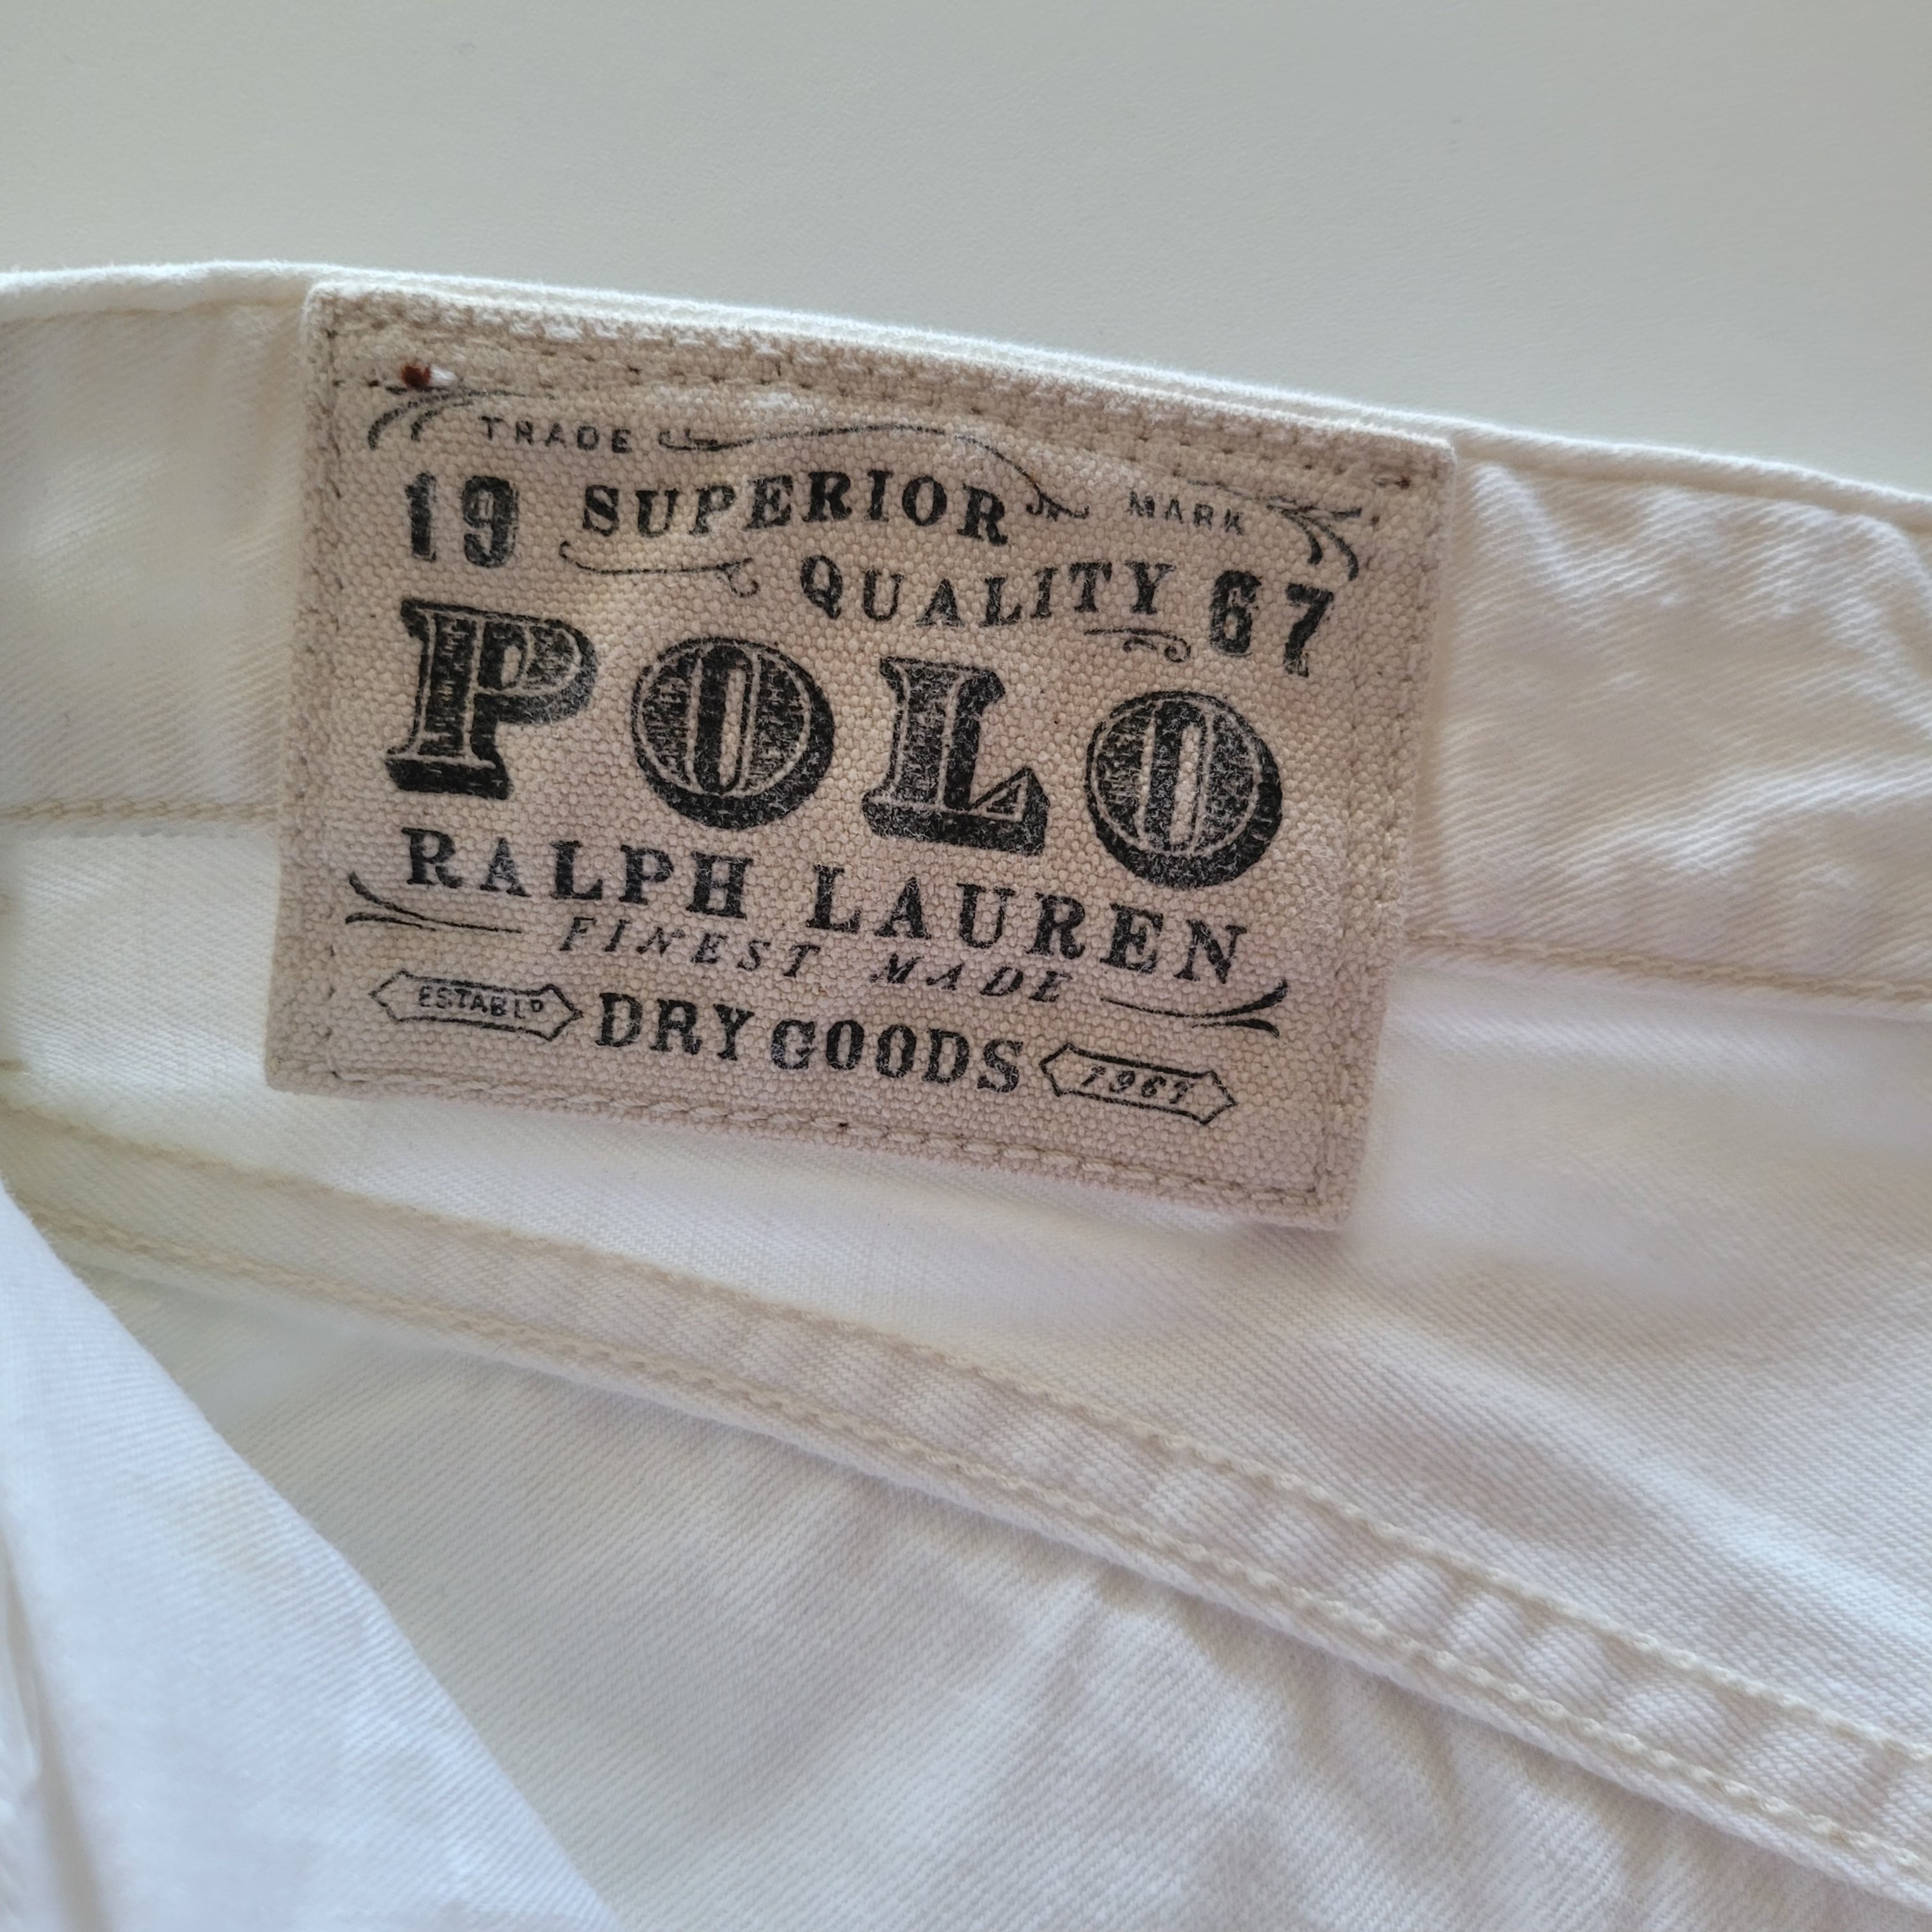 TRADE MARK
19 SUPERIOR
QUALITY 67
POLO
RALPH LAUREN
FINEST MADE
ESTABLD DRY GOODS 1967